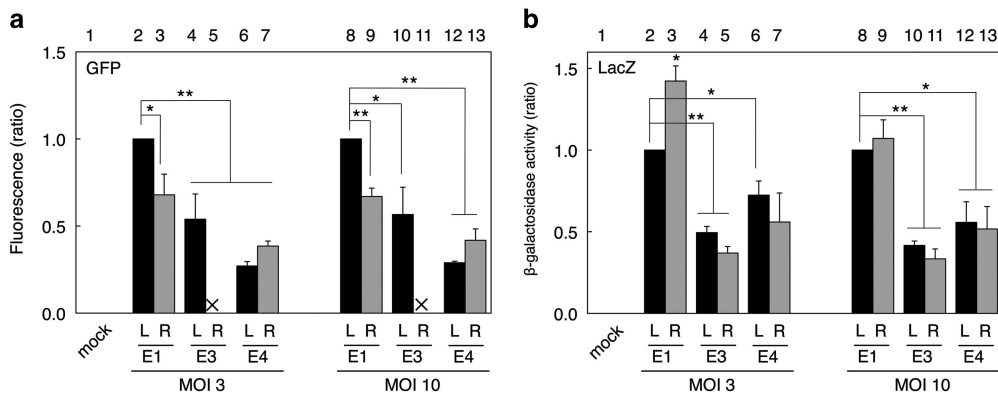 a
1 2 3 4 5 6 7 8 9 10 11 12 13
GFP
Fluorescence (ratio)
1.5
1.0
0.5
0.0
**
*
**
*
**
×
×
mock
L R L R L R L R L R L R
E1 E3 E4 E1 E3 E4
MOI 3 MOI 10
b
1 2 3 4 5 6 7 8 9 10 11 12 13
LacZ
β-galactosidase activity (ratio)
1.5
1.0
0.5
0.0
*
*
**
*
**
mock
L R L R L R L R L R L R
E1 E3 E4 E1 E3 E4
MOI 3 MOI 10